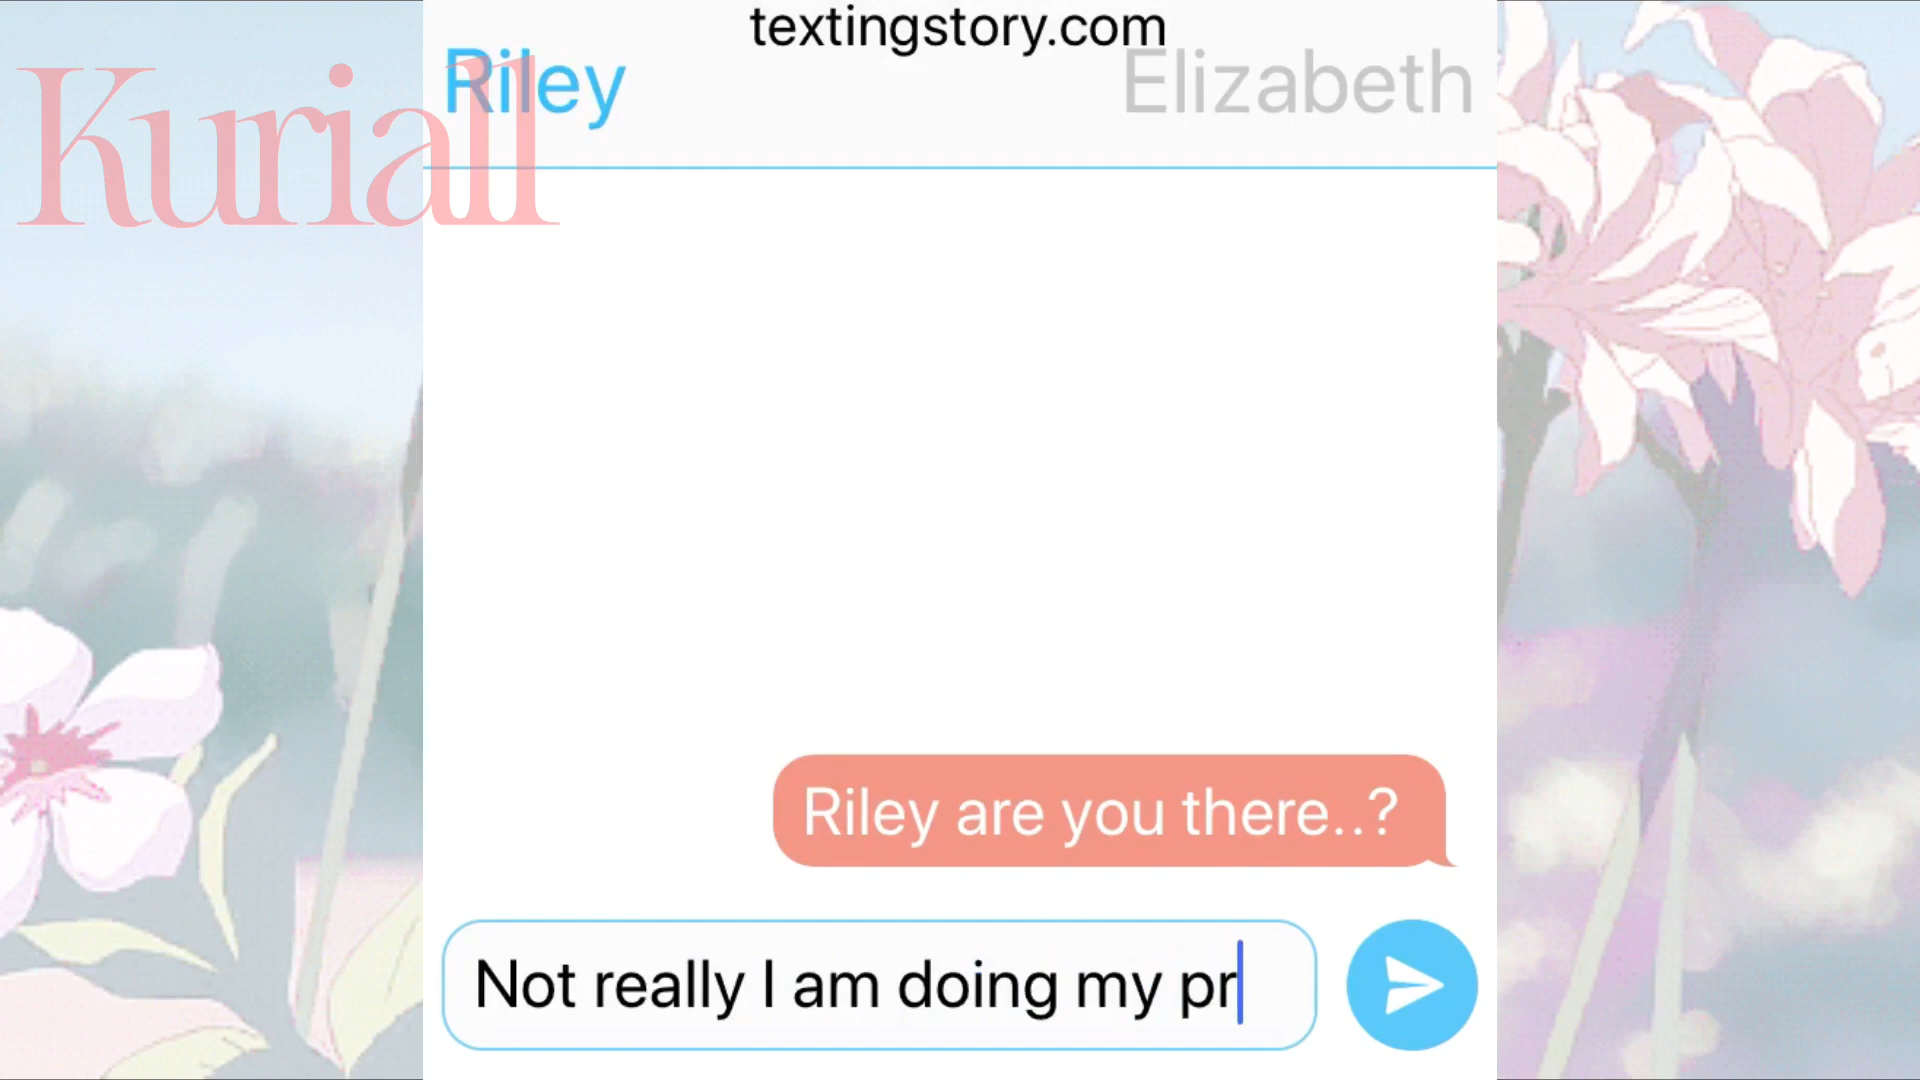 textingstory.com
Kuriall
Riley
Elizabeth
Riley are you there..?
Not really I am doing my pr